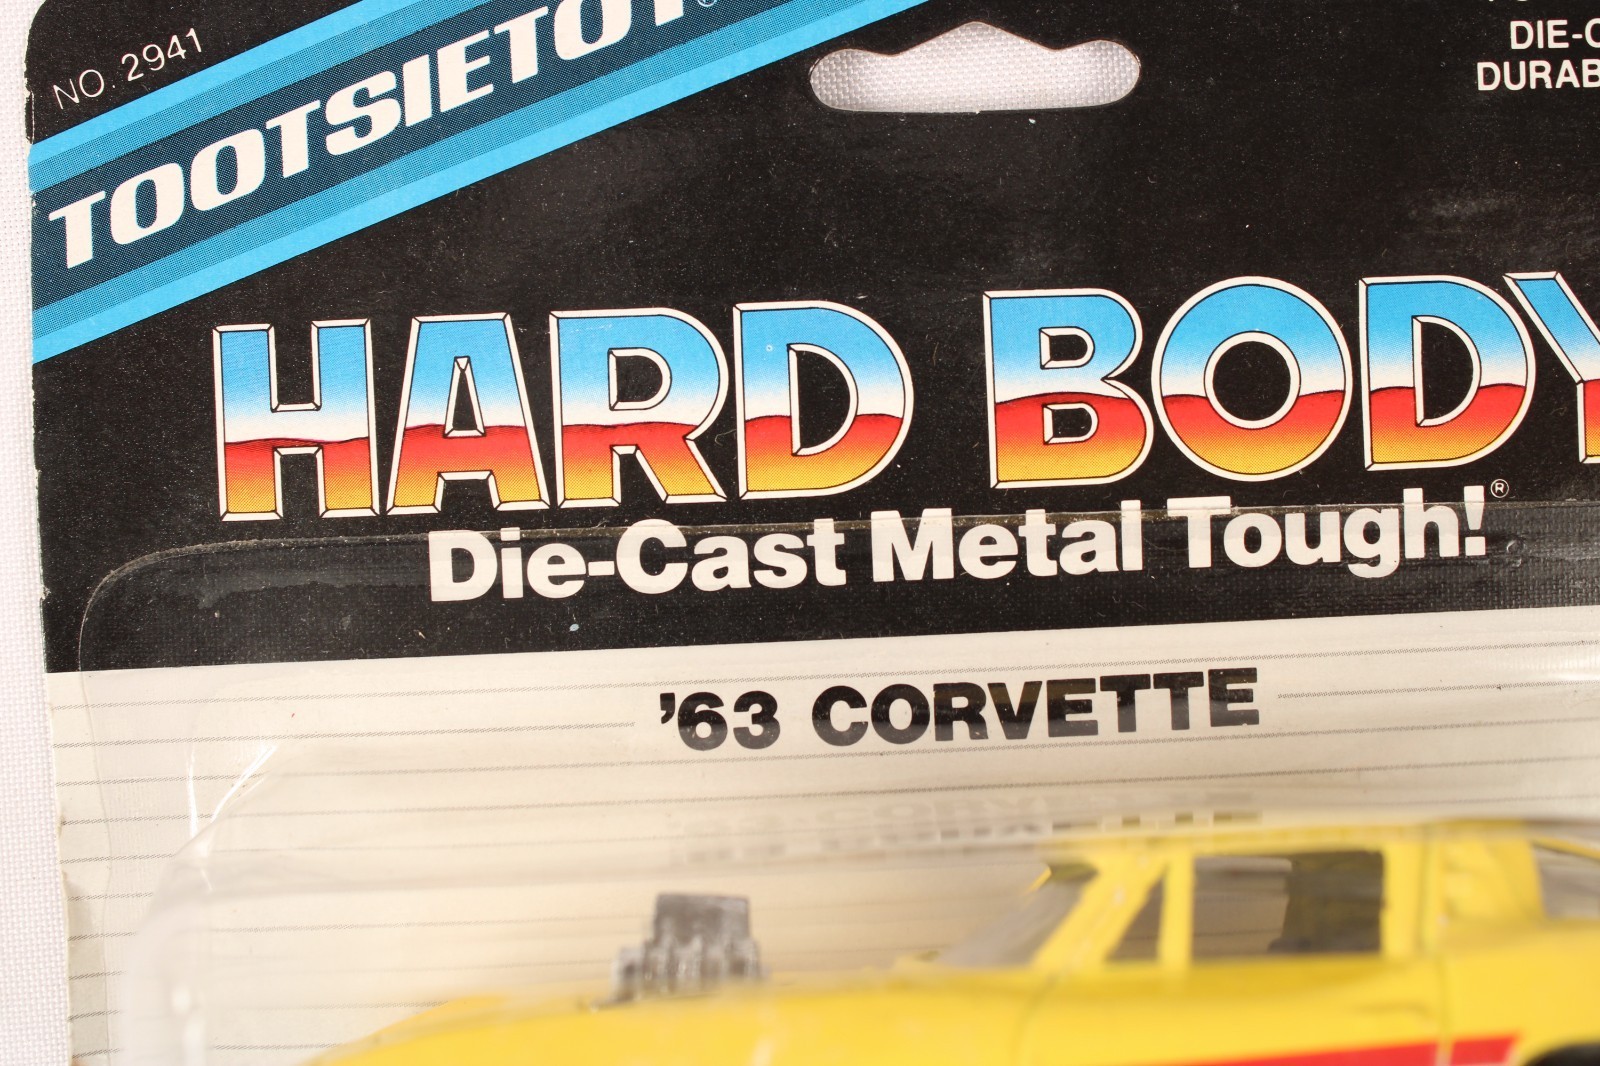 NO. 2941
TOOTSIETOY®
DIE-C
DURAB
HARD BODY
Die-Cast Metal Tough!®
'63 CORVETTE